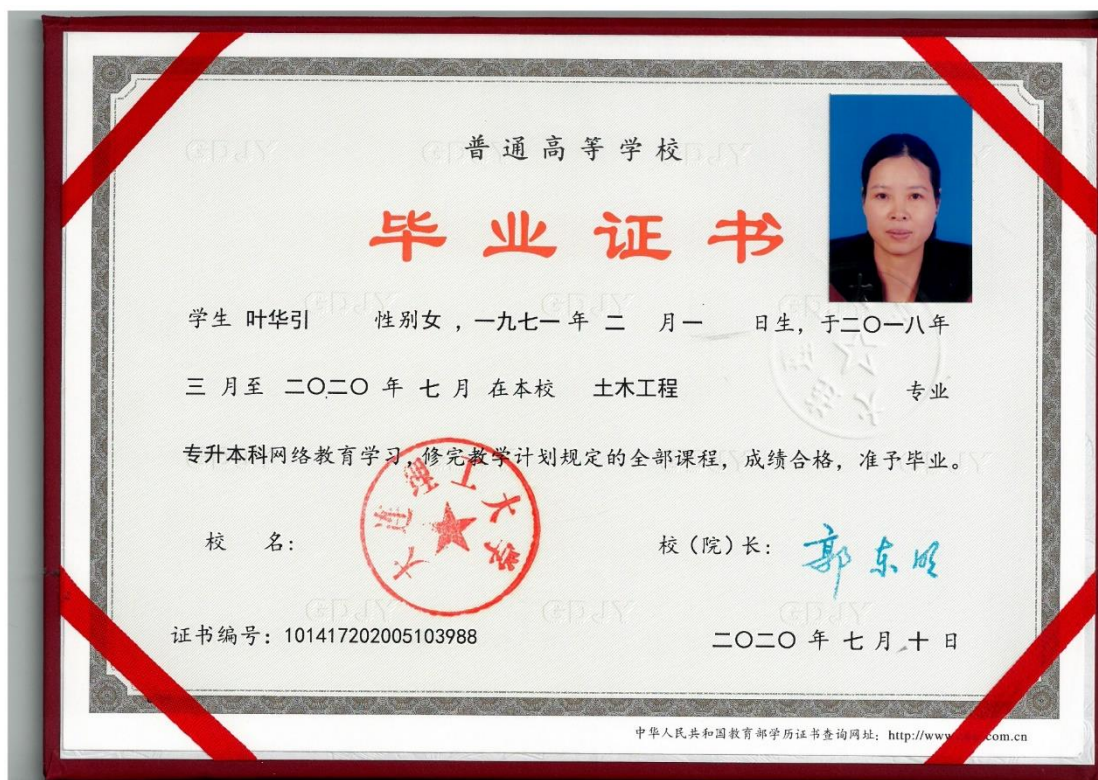 普通高等学校
毕业证书
学生 叶华引 性别女，一九七一年 二 月一 日生，于二〇一八年
三 月至 二〇二〇 年 七 月 在本校 土木工程 专业
专升本科网络教育学习，修完教学计划规定的全部课程，成绩合格，准予毕业。
大连理工大学
校 名：
校（院）长：郭东明
证书编号：101417202005103988
二〇二〇 年 七 月 十 日
中华人民共和国教育部学历证书查询网址：http://www. .com.cn
GDJY